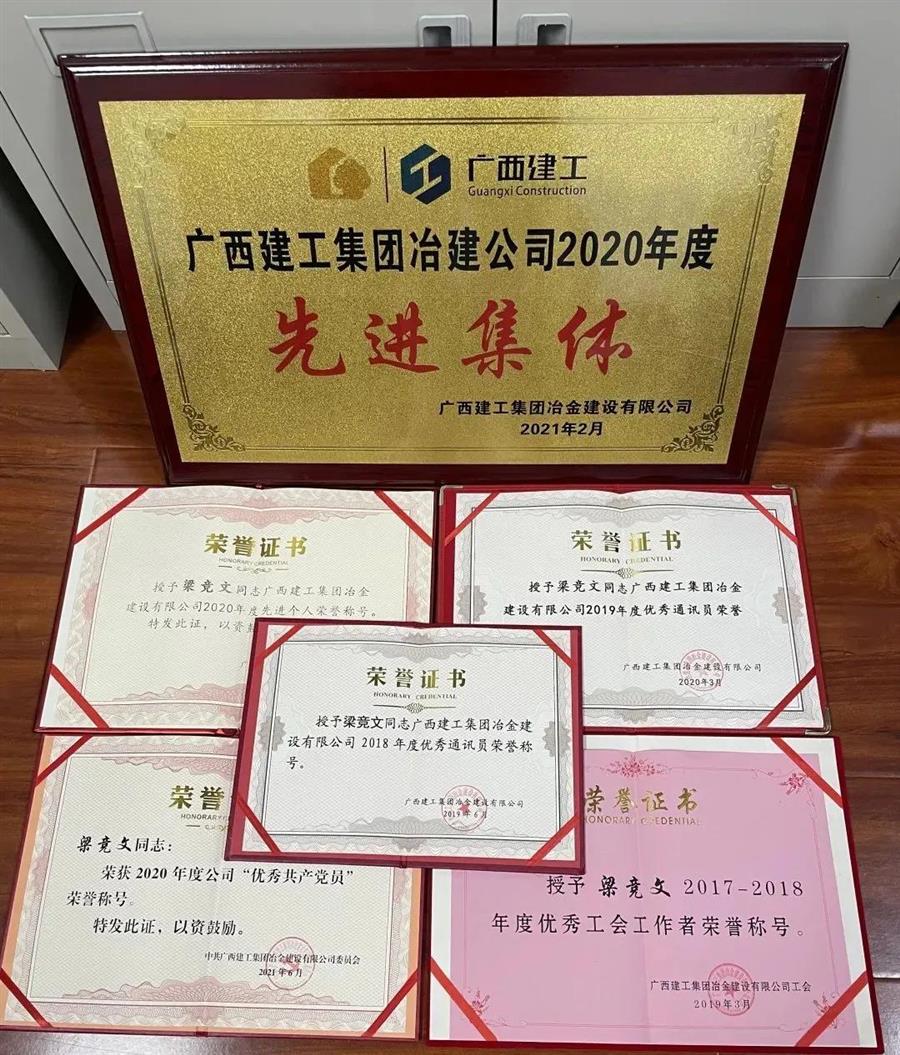 广西建工
Guangxi Construction
广西建工集团冶建公司2020年度
先进集体
广西建工集团冶金建设有限公司
2021年2月
荣誉证书
HONORARY CREDENTIAL
授予梁竞文同志广西建工集团冶金
建设有限公司2020年度先进个人荣誉称号。
特发此证，以资
荣誉证书
HONORARY CREDENTIAL
授予梁竞文同志广西建工集团冶金
建设有限公司2019年度优秀通讯员荣誉
广西建工集团冶金建设有限公司
2020年3月
荣誉证书
HONORARY CREDENTIAL
授予梁竞文同志广西建工集团冶金建
设有限公司 2018 年度优秀通讯员荣誉称
号。
广西建工集团冶金建设有限公司
2019年6月
荣誉
HONORARY
梁竞文同志：
荣获 2020 年度公司“优秀共产党员”
荣誉称号。
特发此证，以资鼓励。
中共广西建工集团冶金建设有限公司委员会
2021年6月
荣誉证书
HONORARY CREDENTIAL
授予 梁竞文 2017-2018
年度优秀工会工作者荣誉称号。
广西建工集团冶金建设有限公司工会
2019年3月